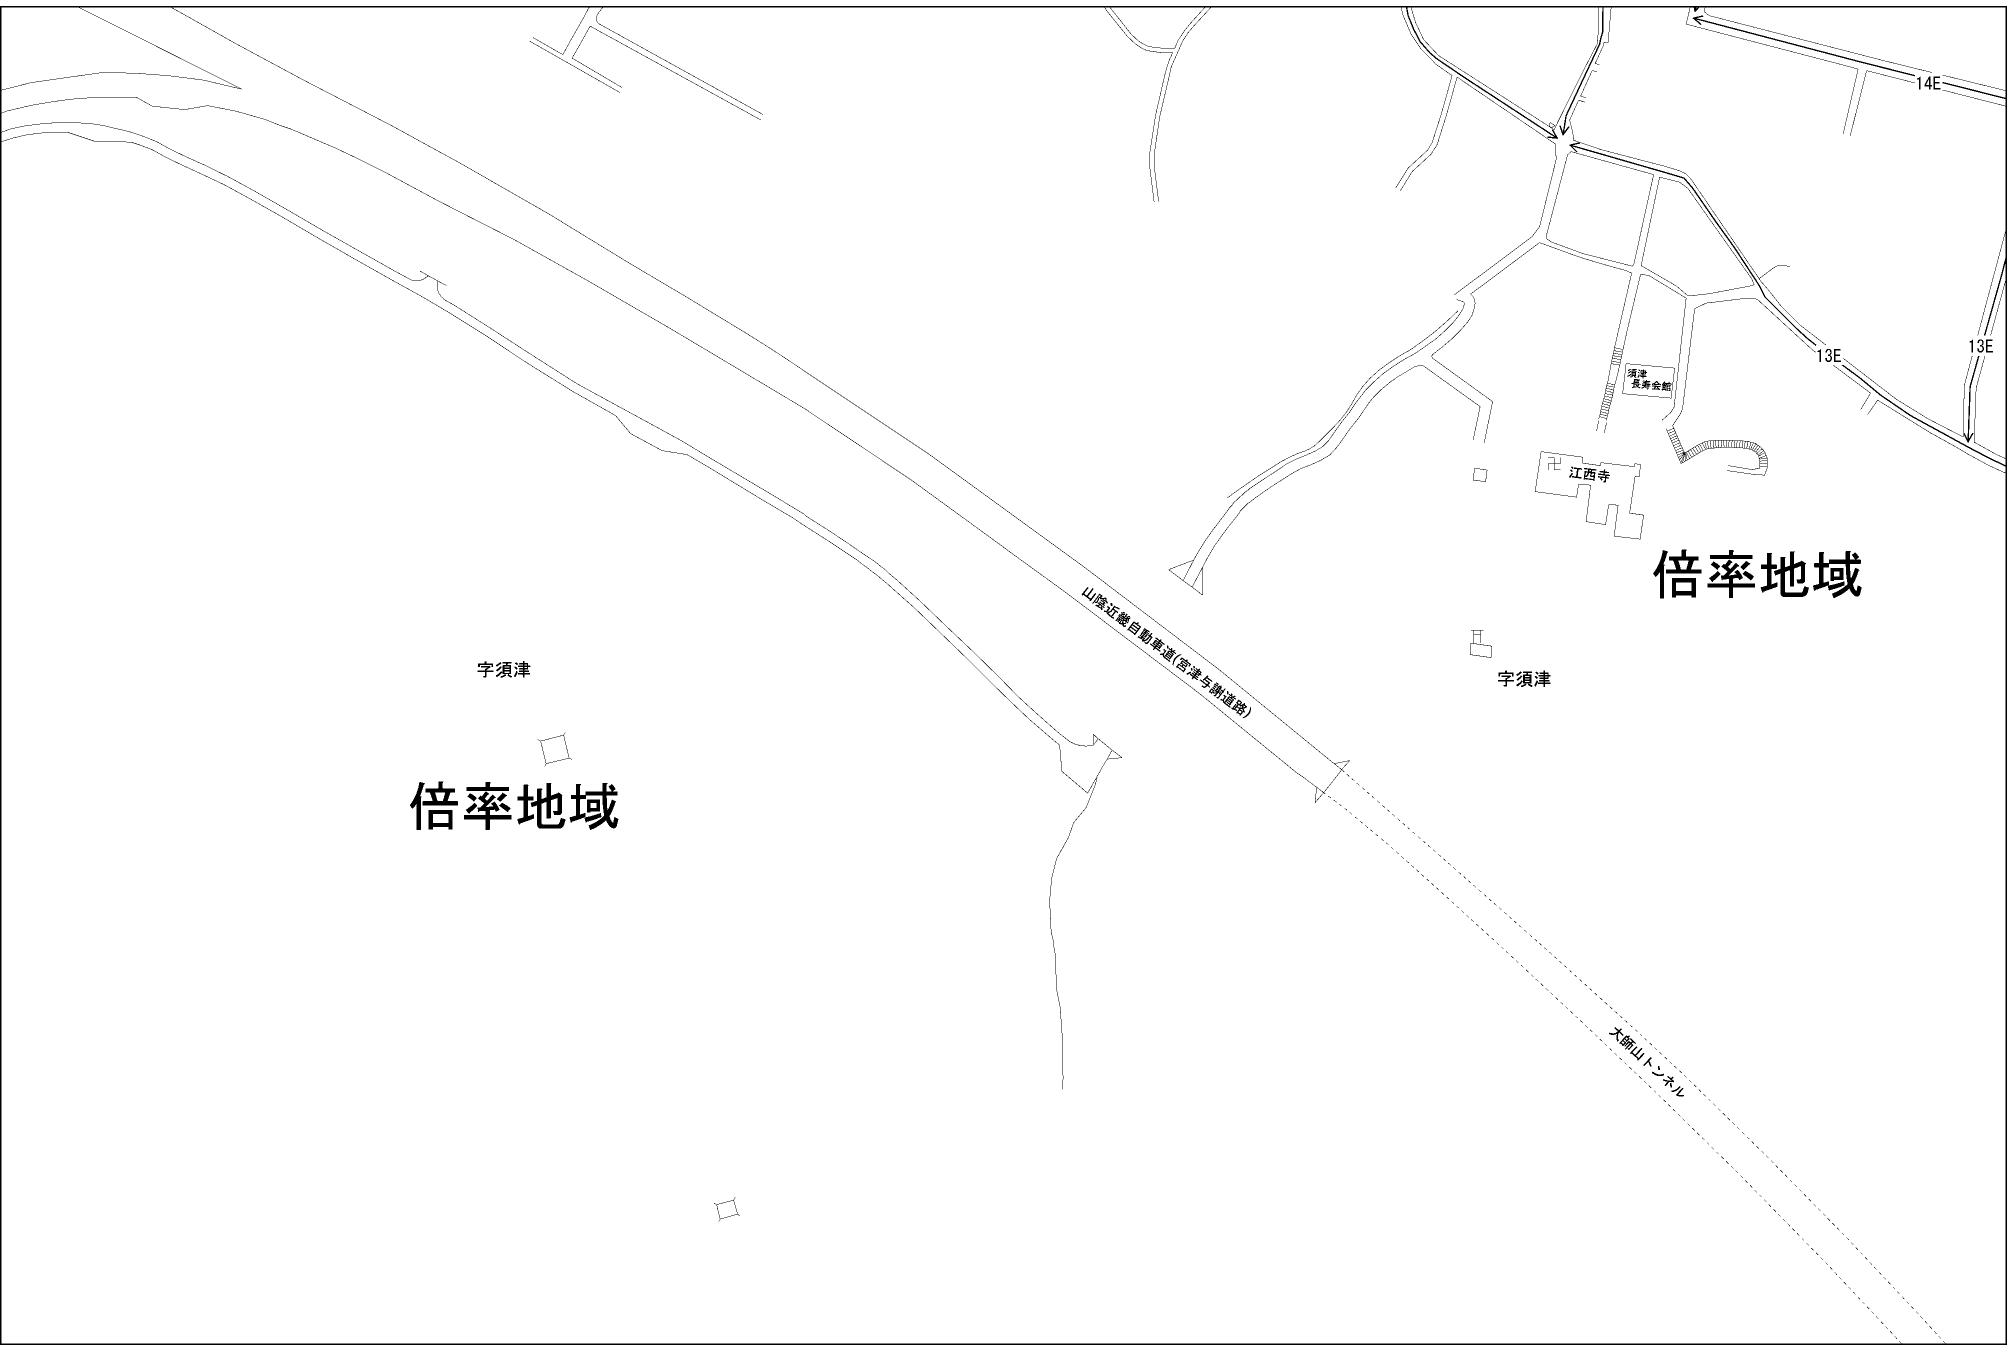 14E
13E
13E
須津
長寿会館
江西寺
倍率地域
山陰近畿自動車道(宮津与謝道路)
字須津
字須津
倍率地域
大師山トンネル